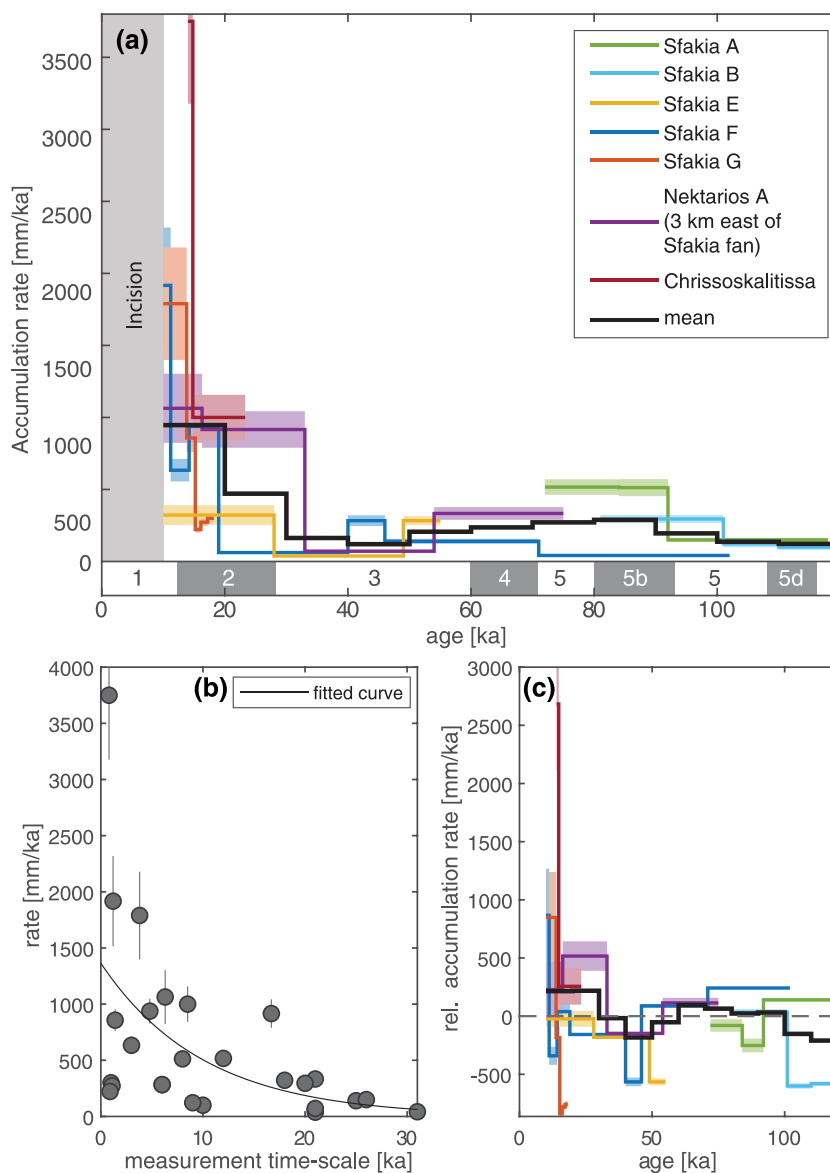 (a)
3500
3000
2500
2000
1500
1000
500
0
Accumulation rate [mm/ka]
Incision
Sfakia A
Sfakia B
Sfakia E
Sfakia F
Sfakia G
Nektarios A
(3 km east of
Sfakia fan)
Chrissoskalitissa
mean
1 2 3 4 5 5b 5 5d
0 20 40 60 80 100
age [ka]
(b)
fitted curve
4000
3500
3000
2500
2000
1500
1000
500
0
rate [mm/ka]
0 10 20 30
measurement time-scale [ka]
(c)
3000
2500
2000
1500
1000
500
0
-500
rel. accumulation rate [mm/ka]
0 50 100
age [ka]